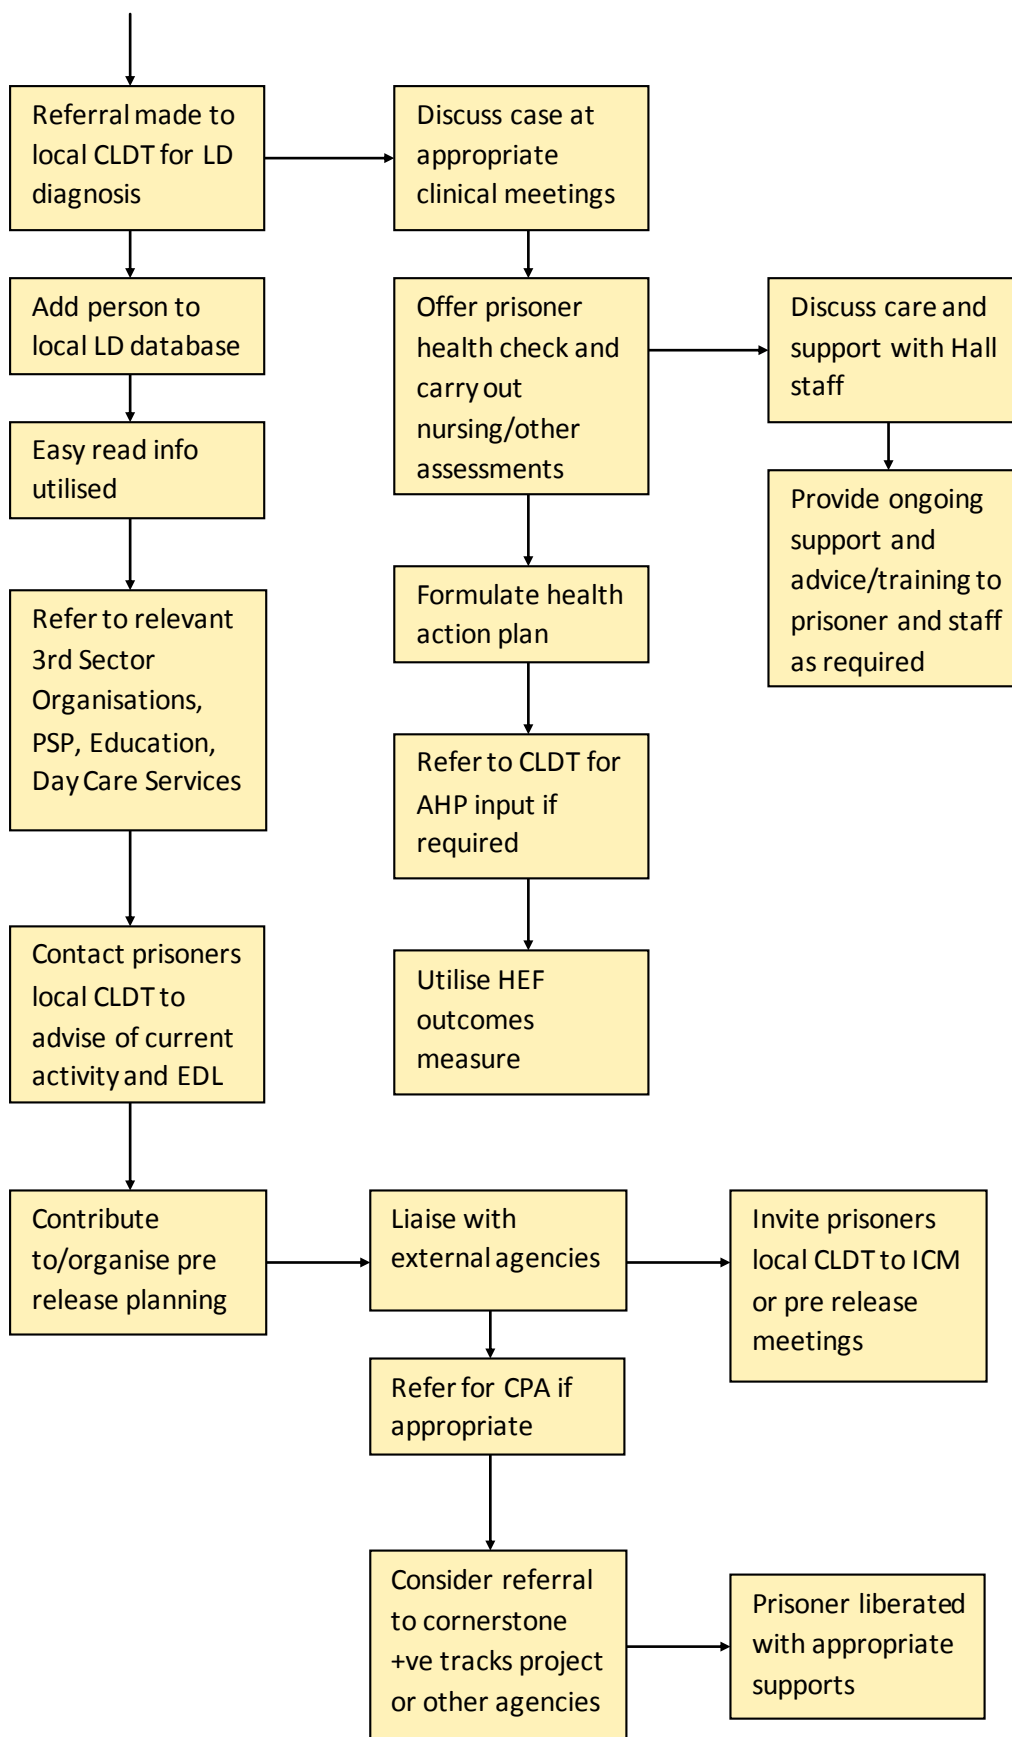 Referral made to
local CLDT for LD
diagnosis
Discuss case at
appropriate
clinical meetings
Add person to
local LD database
Offer prisoner
health check and
carry out
nursing/other
assessments
Discuss care and
support with Hall
staff
Easy read info
utilised
Provide ongoing
support and
advice/training to
prisoner and staff
as required
Refer to relevant
3rd Sector
Organisations,
PSP, Education,
Day Care Services
Formulate health
action plan
Refer to CLDT for
AHP input if
required
Contact prisoners
local CLDT to
advise of current
activity and EDL
Utilise HEF
outcomes
measure
Contribute
to/organise pre
release planning
Liaise with
external agencies
Invite prisoners
local CLDT to ICM
or pre release
meetings
Refer for CPA if
appropriate
Consider referral
to cornerstone
+ve tracks project
or other agencies
Prisoner liberated
with appropriate
supports